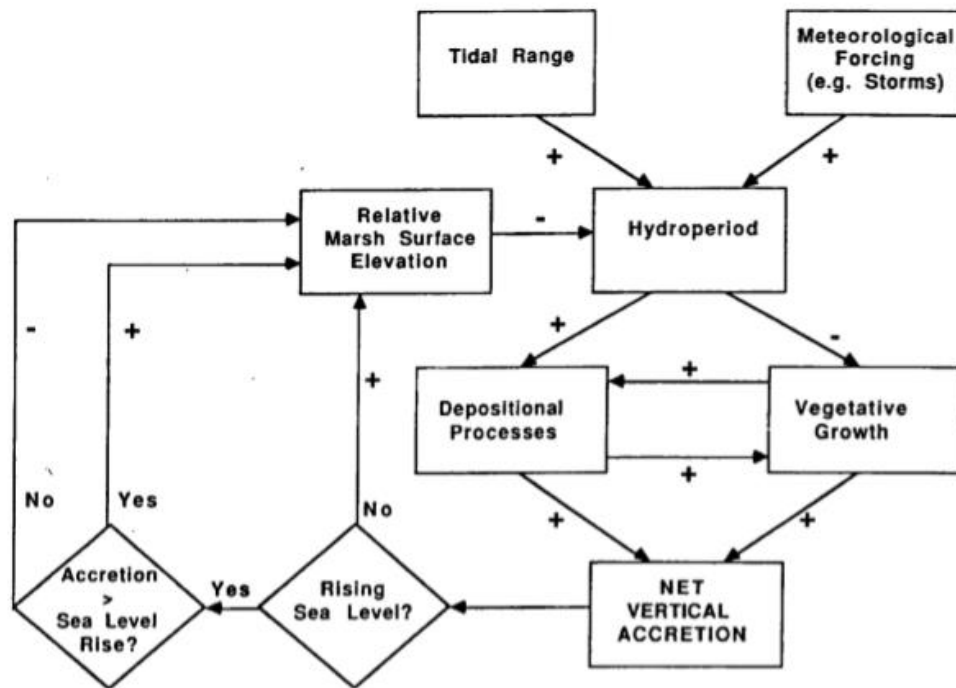 Tidal Range
Meteorological
Forcing
(e.g. Storms)
+
+
Relative
Marsh Surface
Elevation
-
Hydroperiod
-
+
+
+
-
+
Depositional
Processes
Vegetative
Growth
+
No
Yes
No
+
+
Accretion
>
Sea Level
Rise?
Yes
Rising
Sea Level?
NET
VERTICAL
ACCRETION